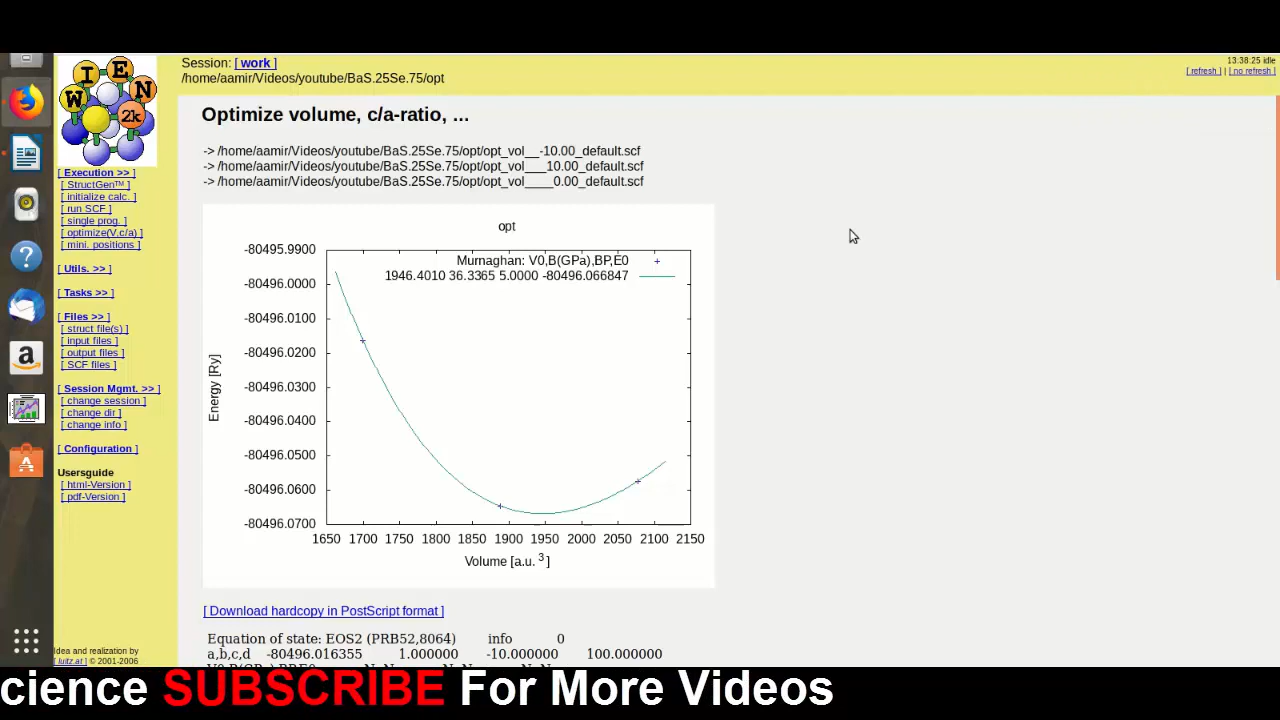 Session: [ work ]
/home/aamir/Videos/youtube/BaS.25Se.75/opt
13:38:25 idle
[ refresh ] | [ no refresh ]
W I E N 2k
[ Execution >> ]
[ StructGen™ ]
[ initialize calc. ]
[ run SCF ]
[ single prog. ]
[ optimize(V,c/a) ]
[ mini. positions ]
[ Utils. >> ]
[ Tasks >> ]
[ Files >> ]
[ struct file(s) ]
[ input files ]
[ output files ]
[ SCF files ]
[ Session Mgmt. >> ]
[ change session ]
[ change dir ]
[ change info ]
[ Configuration ]
Usersguide
[ html-Version ]
[ pdf-Version ]
Idea and realization by
[ luitz.at ] © 2001-2006
Optimize volume, c/a-ratio, ...
-> /home/aamir/Videos/youtube/BaS.25Se.75/opt/opt_vol__-10.00_default.scf
-> /home/aamir/Videos/youtube/BaS.25Se.75/opt/opt_vol___10.00_default.scf
-> /home/aamir/Videos/youtube/BaS.25Se.75/opt/opt_vol____0.00_default.scf
opt
Murnaghan: V0,B(GPa),BP,E0
1946.4010 36.3365 5.0000 -80496.066847
-80495.9900
-80496.0000
-80496.0100
-80496.0200
-80496.0300
-80496.0400
-80496.0500
-80496.0600
-80496.0700
Energy [Ry]
1650 1700 1750 1800 1850 1900 1950 2000 2050 2100 2150
Volume [a.u. 3 ]
[ Download hardcopy in PostScript format ]
Equation of state: EOS2 (PRB52,8064) info 0
a,b,c,d -80496.016355 1.000000 -10.000000 100.000000
a
cience SUBSCRIBE For More Videos